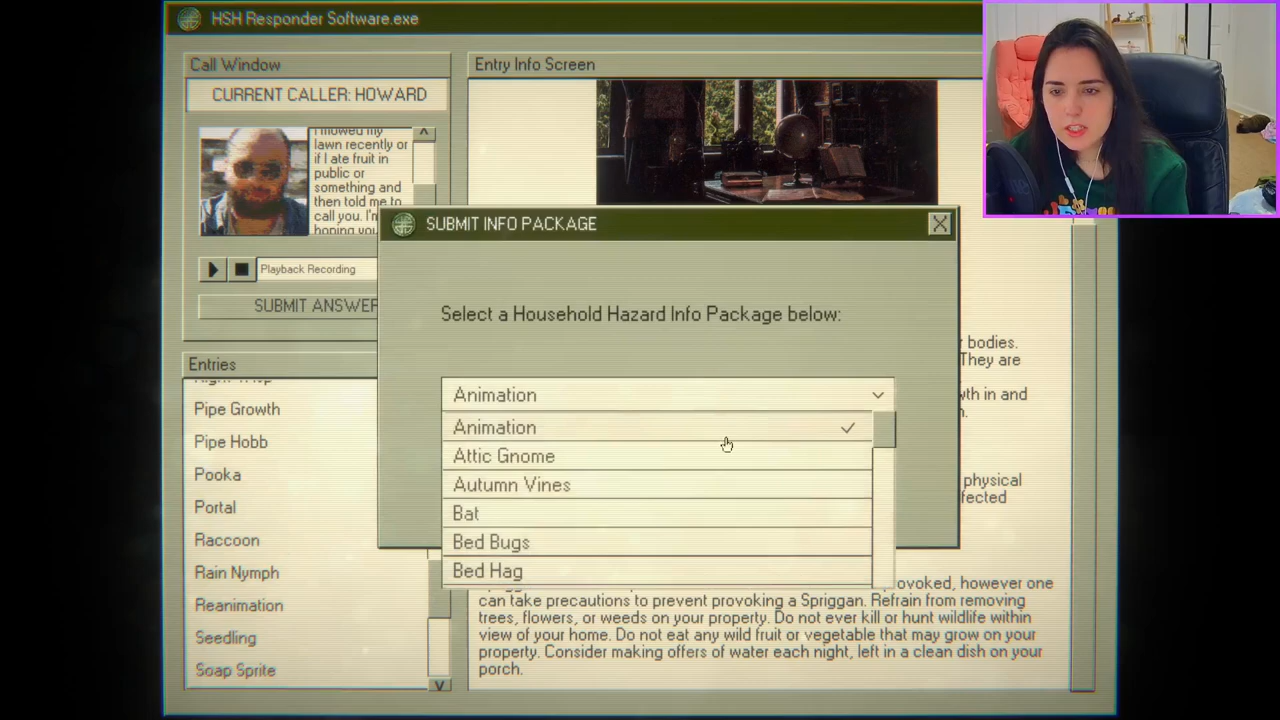 HSH Responder Software.exe
Call Window
CURRENT CALLER: HOWARD
I mowed my
lawn recently or
if I ate fruit in
public or
something and
then told me to
call you. I'm
hoping you
Playback Recording
SUBMIT ANSWER
Entries
Pipe Growth
Pipe Hobb
Pooka
Portal
Raccoon
Rain Nymph
Reanimation
Seedling
Soap Sprite
Entry Info Screen
SUBMIT INFO PACKAGE
Select a Household Hazard Info Package below:
Animation
Animation
Attic Gnome
Autumn Vines
Bat
Bed Bugs
Bed Hag
bodies.
They are
in and
physical
ovoked, however one
can take precautions to prevent provoking a Spriggan. Refrain from removing
trees, flowers, or weeds on your property. Do not ever kill or hunt wildlife within
view of your home. Do not eat any wild fruit or vegetable that may grow on your
property. Consider making offers of water each night, left in a clean dish on your
porch.